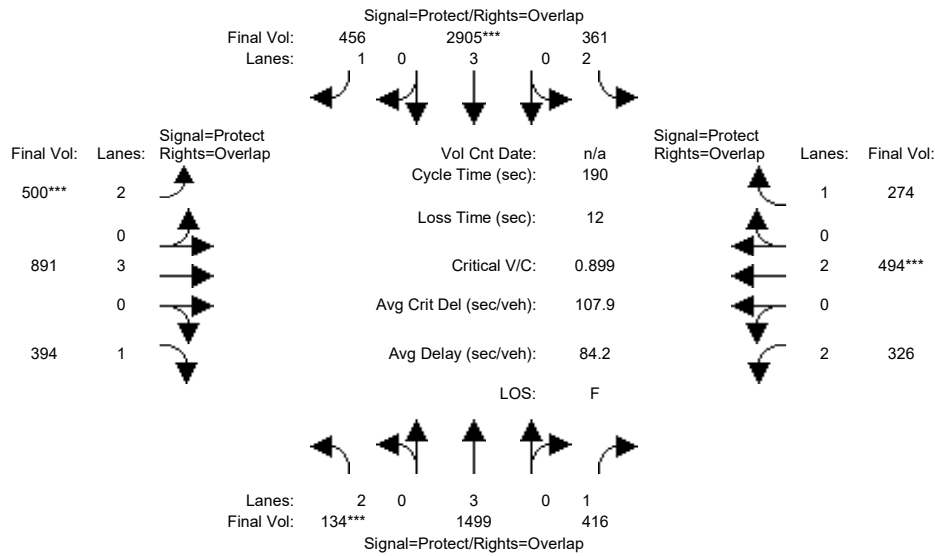 Signal=Protect/Rights=Overlap
Final Vol: 456 2905*** 361
Lanes: 1 0 3 0 2
Signal=Protect
Final Vol: Lanes: Rights=Overlap
500*** 2
0
891 3
0
394 1
Vol Cnt Date: n/a
Cycle Time (sec): 190
Loss Time (sec): 12
Critical V/C: 0.899
Avg Crit Del (sec/veh): 107.9
Avg Delay (sec/veh): 84.2
LOS: F
Signal=Protect
Rights=Overlap Lanes: Final Vol:
1 274
0
2 494***
0
2 326
Lanes: 2 0 3 0 1
Final Vol: 134*** 1499 416
Signal=Protect/Rights=Overlap